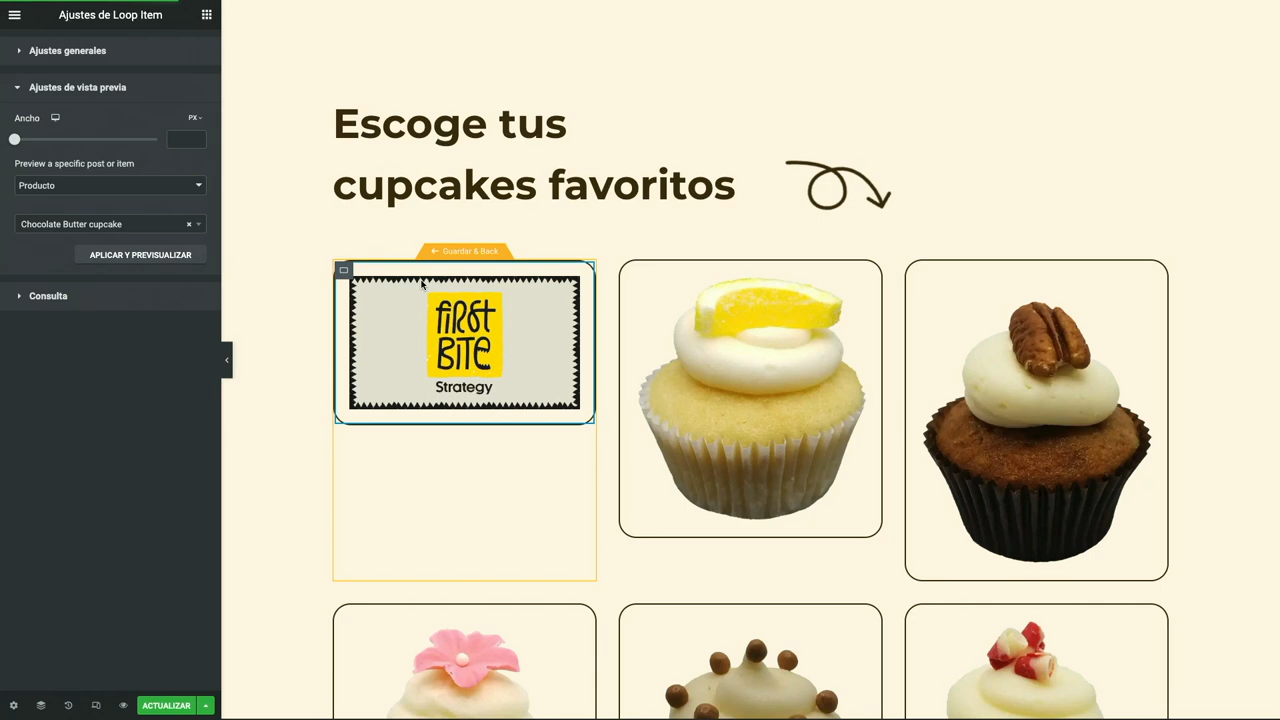 Ajustes de Loop Item
Ajustes generales
Ajustes de vista previa
Ancho
PX
Preview a specific post or item
Producto
Chocolate Butter cupcake
APLICAR Y PREVISUALIZAR
Consulta
ACTUALIZAR
Escoge tus
cupcakes favoritos
Guardar & Back
fiRst
BiTE
Strategy